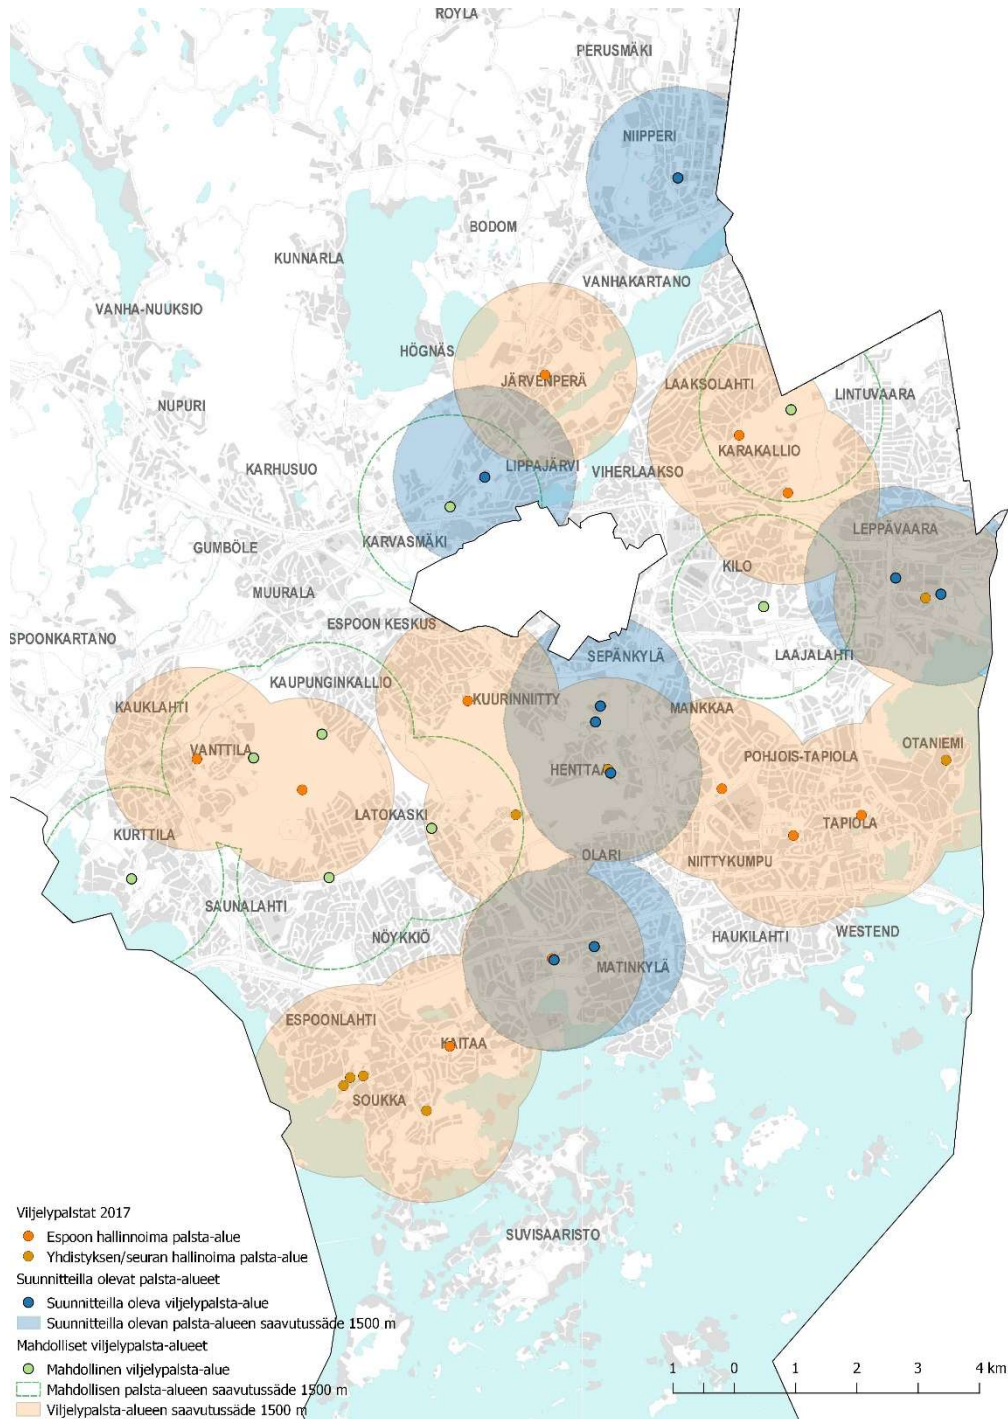 RÖYLÄ
PERUSMÄKI
NIIPPERI
BODOM
KUNNARLA
VANHAKARTANO
VANHA-NUUKSIO
HÖGNÄS
JÄRVENPERÄ
LAAKSOLAHTI
LINTUVAARA
NUPURI
KARAKALLIO
KARHUSUO
LIPPAJÄRVI
VIHERLAAKSO
LEPPÄVAARA
GUMBÖLE
KARVASMÄKI
KILO
MUURALA
ESPOON KESKUS
SPOONKARTANO
SEPÄNKYLÄ
LAAJALAHTI
KAUPUNGINKALLIO
KAUKLAHTI
KUURINNIITTY
MANKKAA
VANTTILA
HENTTAA
POHJOIS-TAPIOLA
OTANIEMI
KURTTILA
LATOKASKI
TAPIOLA
OLARI
NIITTYKUMPU
SAUNALAHTI
NÖYKKIÖ
HAUKILAHTI
WESTEND
MATINKYLÄ
ESPOONLAHTI
KAITAA
SOUKKA
SUVISAARISTO
Viljelypalstat 2017
Espoon hallinnoima palsta-alue
Yhdistyksen/seuran hallinoima palsta-alue
Suunnitteilla olevat palsta-alueet
Suunnitteilla oleva viljelypalsta-alue
Suunnitteilla olevan palsta-alueen saavutussäde 1500 m
Mahdolliset viljelypalsta-alueet
Mahdollinen viljelypalsta-alue
Mahdollisen palsta-alueen saavutussäde 1500 m
Viljelypalsta-alueen saavutussäde 1500 m
1 0 1 2 3 4 km